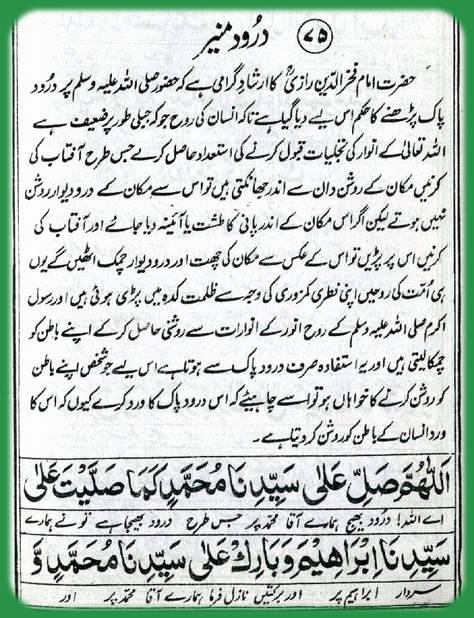 ۷۵ درود منیر
حضرت امام فخر الدین رازیؒ کا ارشاد گرامی ہے کہ حضور صلی اللہ علیہ وسلم پر درود
پاک پڑھنے کا حکم اس لیے دیا گیا ہے تاکہ انسان کی روح جو کہ جبلی طور پر ضعیف ہے
اللہ تعالیٰ کے انوار کی تجلیات قبول کرنے کی استعداد حاصل کرے جس طرح آفتاب کی
کرنیں مکان کے روشن دان سے اندر جھانکتی ہیں تو اس سے مکان کے درو دیوار روشن
نہیں ہوتے لیکن اگر اس مکان کے اندر پانی کا طشت یا آئینہ دیا جائے اور آفتاب کی
کرنیں اس پر پڑیں تو اس کے عکس سے مکان کی چھت اور درو دیوار چمک اٹھیں گے یوں
ہی اُمت کی روحیں اپنی فطری کمزوری کی وجہ سے ظلمت کدہ میں پڑی ہوئی ہیں اور رسول
اکرم صلی اللہ علیہ وسلم کے روح انور کے انوارات سے روشنی حاصل کر کے اپنے باطن کو
چمکا لیتی ہیں اور یہ استفادہ صرف درود پاک سے ہوتا ہے اس لیے جو شخص اپنے باطن
کو روشن کرنے کا خواہاں ہو تو اسے چاہیئے کہ اس درود پاک کا ورد کرے کیوں کہ اس کا
ورد انسان کے باطن کو روشن کر دیتا ہے۔
اَللّٰهُمَّ صَلِّ عَلٰى سَيِّدِنَا مُحَمَّدٍ كَمَا صَلَّيْتَ عَلٰى
اے اللہ! درود بھیج ہمارے آقا محمدؐ پر جس طرح درود بھیجا ہے تو نے ہمارے
سَيِّدِنَا اِبْرَاهِيْمَ وَبَارِكْ عَلٰى سَيِّدِنَا مُحَمَّدٍ وَّ
سردار ابراہیم پر اور برکتیں نازل فرما ہمارے آقا محمدؐ پر اور